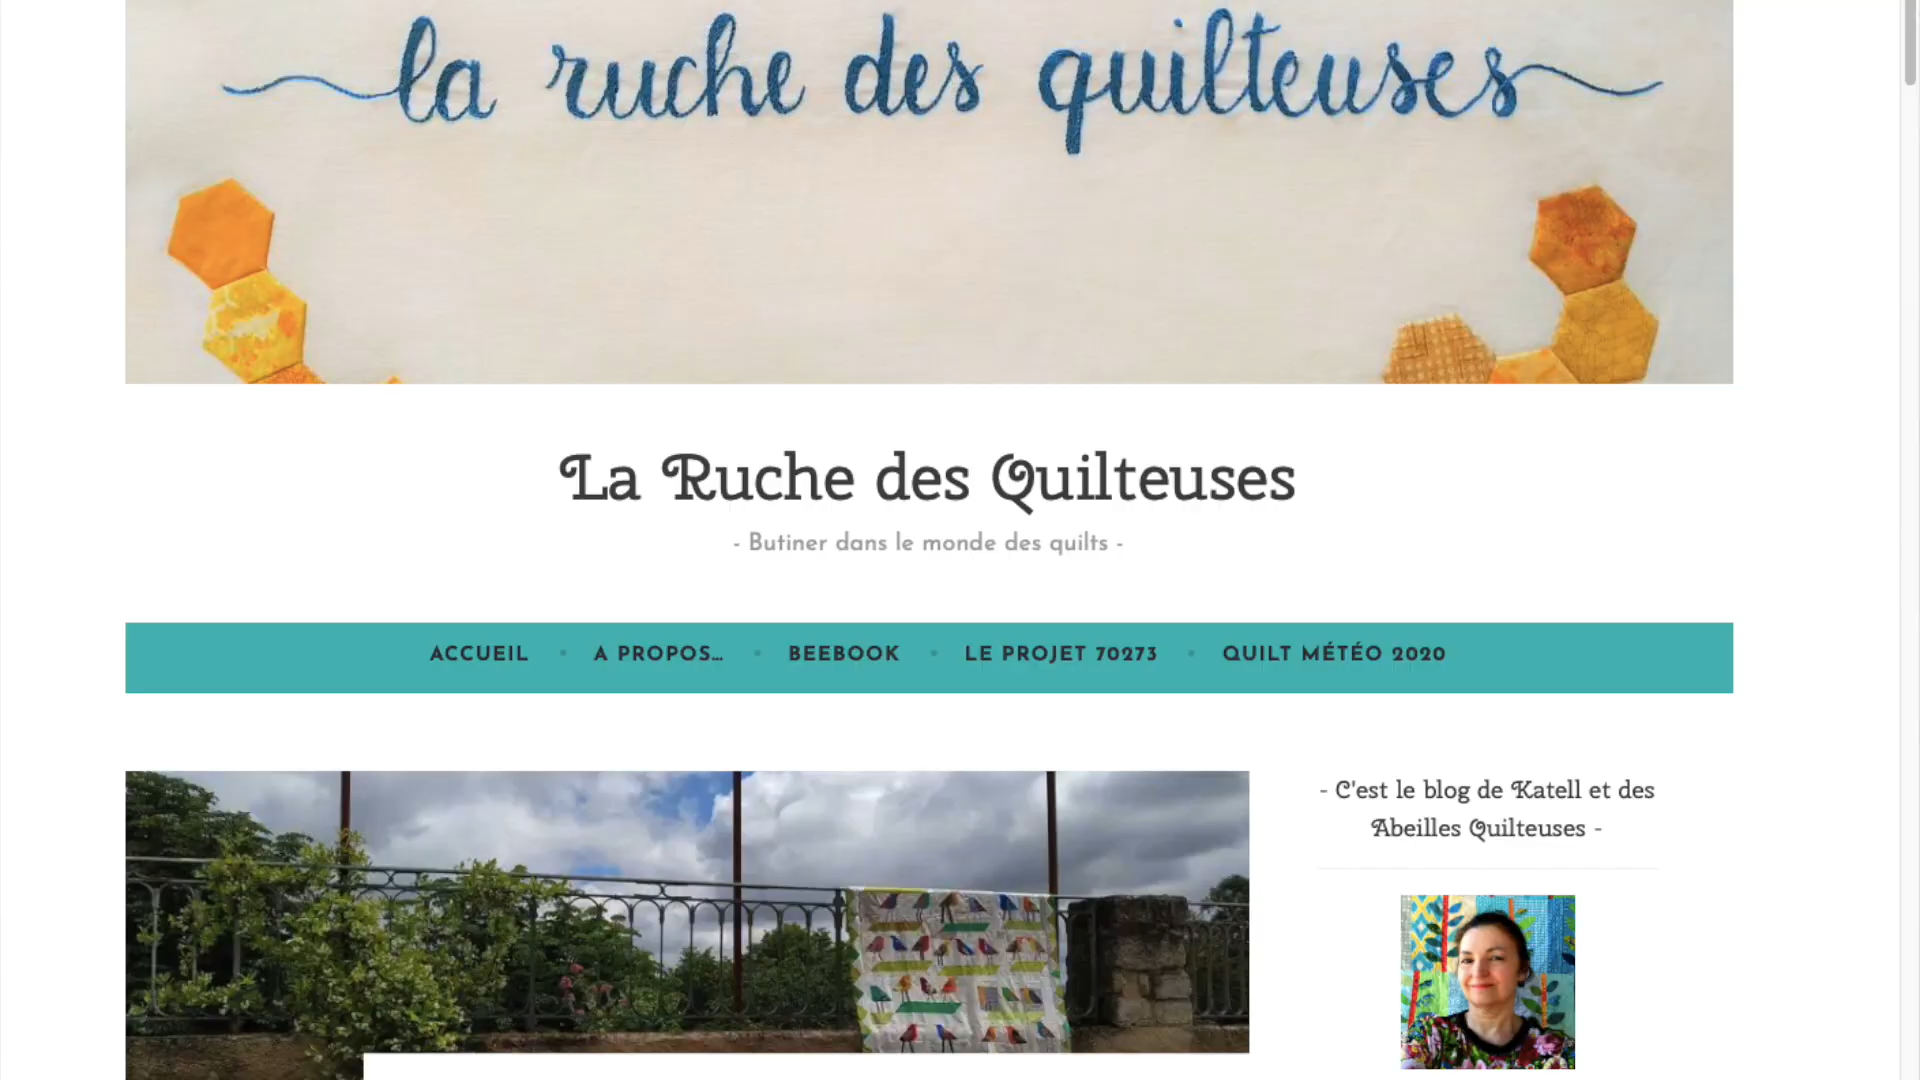 la ruche des quilteuses
La Ruche des Quilteuses
- Butiner dans le monde des quilts -
ACCUEIL • A PROPOS... • BEEBOOK • LE PROJET 70273 • QUILT MÉTÉO 2020
- C'est le blog de Katell et des
Abeilles Quilteuses -